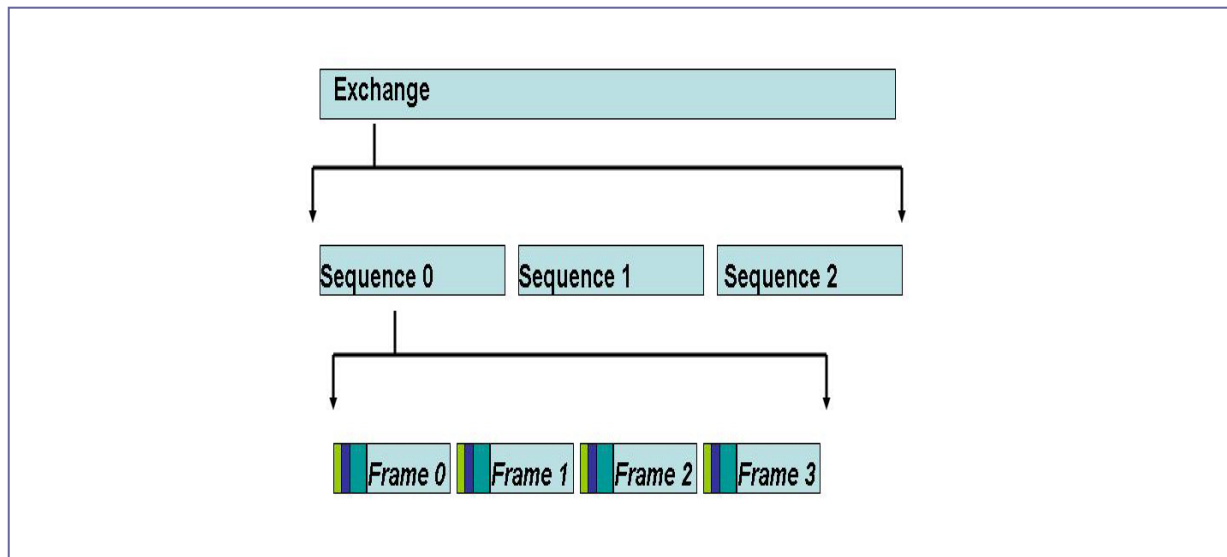 Exchange
Sequence 0
Sequence 1
Sequence 2
Frame 0
Frame 1
Frame 2
Frame 3